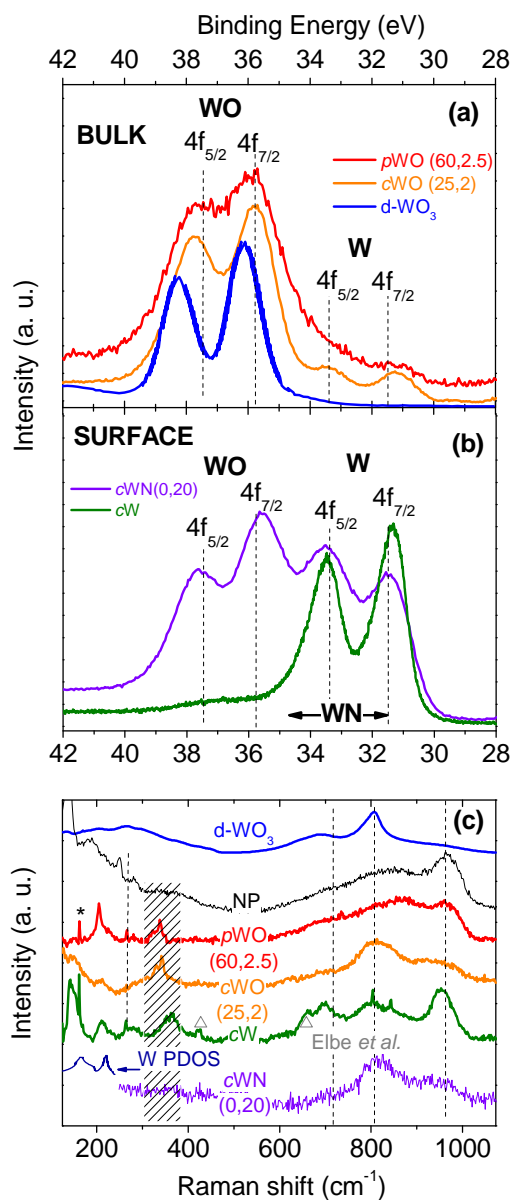 Binding Energy (eV)
42 40 38 36 34 32 30 28
WO
(a)
BULK
4f5/2
4f7/2
pWO (60,2.5)
cWO (25,2)
d-WO3
W
4f5/2
4f7/2
Intensity (a. u.)
SURFACE
(b)
WO
W
cWN(0,20)
cW
4f5/2
4f7/2
4f5/2
4f7/2
WN
42 40 38 36 34 32 30 28
(c)
d-WO3
NP
*
pWO
(60,2.5)
cWO
(25,2)
cW
Elbe et al.
W PDOS
cWN
(0,20)
Intensity (a. u.)
200 400 600 800 1000
Raman shift (cm-1)